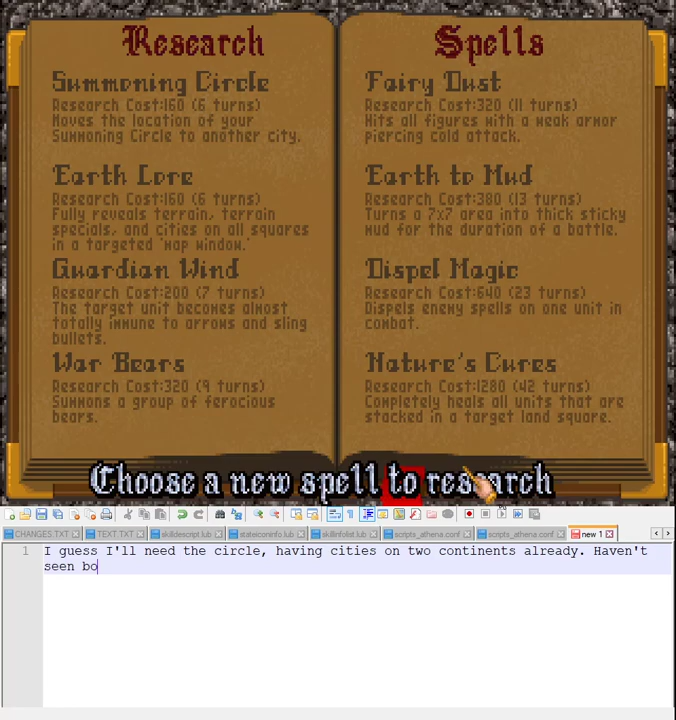 Research
Summoning Circle
Research Cost:160 (6 turns)
Moves the location of your
Summoning Circle to another city.
Earth Lore
Research Cost:160 (6 turns)
Fully reveals terrain, terrain
specials, and cities on all squares
in a targeted 'map window.'
Guardian Wind
Research Cost:200 (7 turns)
The target unit becomes almost
totally immune to arrows and sling
bullets.
War Bears
Research Cost:320 (9 turns)
Summons a group of ferocious
bears.
Spells
Fairy Dust
Research Cost:320 (11 turns)
Hits all figures with a weak armor
piercing cold attack.
Earth to Mud
Research Cost:380 (13 turns)
Turns a 7x7 area into thick sticky
mud for the duration of a battle.
Dispel Magic
Research Cost:640 (23 turns)
Dispels enemy spells on one unit in
combat.
Nature's Cures
Research Cost:1280 (42 turns)
Completely heals all units that are
stacked in a target land square.
Choose a new spell to research
CHANGES.TXT TEXT.TXT skilldescript.lub stateiconinfo.lub skillinfolist.lub scripts_athena.conf scripts_athena.conf new 1
1 I guess I'll need the circle, having cities on two continents already. Haven't
seen bo